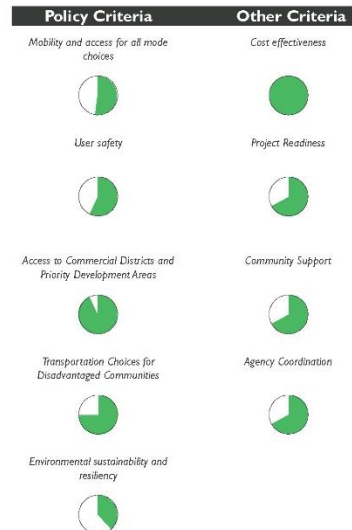 Policy Criteria
Mobility and access for all mode
choices
User safety
Access to Commercial Districts and
Priority Development Areas
Transportation Choices for
Disadvantaged Communities
Environmental sustainability and
resiliency
Other Criteria
Cost effectiveness
Project Readiness
Community Support
Agency Coordination